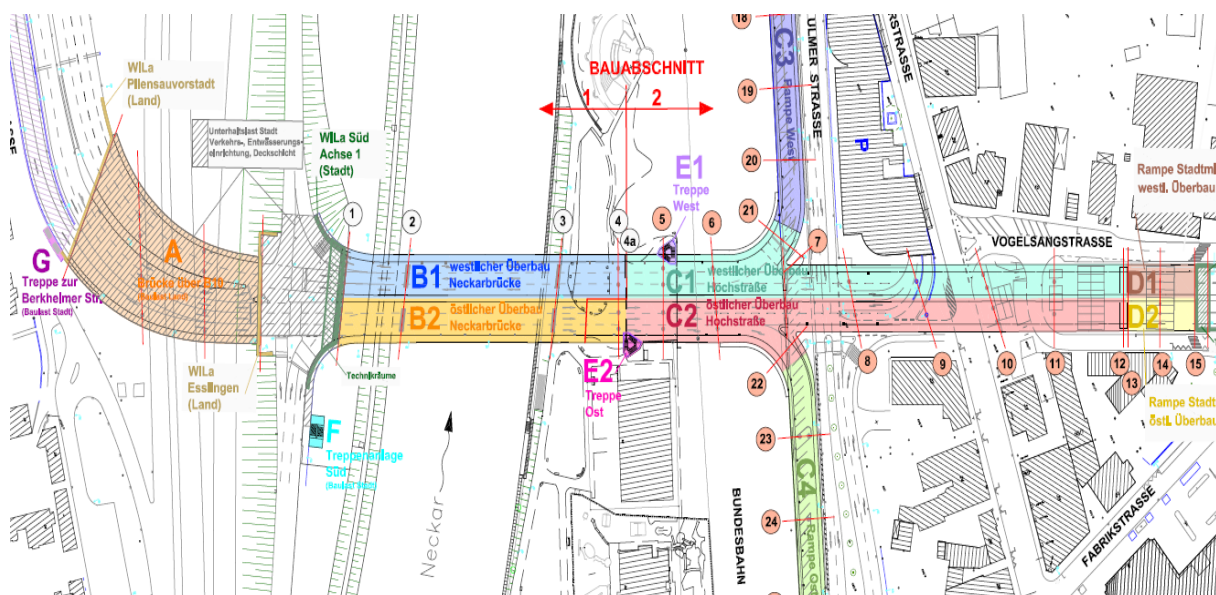 WiLa
Pliensauvorstadt
(Land)
Unterhaltslast Stadt
Verkehrs-, Entwässerungs-
einrichtung, Deckschicht
WiLa Süd
Achse 1
(Stadt)
BAUABSCHNITT
1
2
E1
Treppe
West
C3
Rampe West
ULMER STRASSE
P
18
19
20
21
Rampe Stadtmi
westl. Überbau
VOGELSANGSTRASSE
1
2
3
4
4a
5
6
7
G
Treppe zur
Berkheimer Str.
(Baulast Stadt)
A
Brücke über B10
(Baulast Land)
B1
westlicher Überbau
Neckarbrücke
B2
östlicher Überbau
Neckarbrücke
C1
westlicher Überbau
Hochstraße
C2
östlicher Überbau
Hochstraße
D1
D2
WiLa
Esslingen
(Land)
Technikräume
E2
Treppe
Ost
8
9
10
11
12
13
14
15
22
23
24
Rampe Stadt
östl. Überbau
F
Treppenanlage
Süd
Neckar
BUNDESBAHN
C4
Rampe Ost
FABRIKSTRASSE